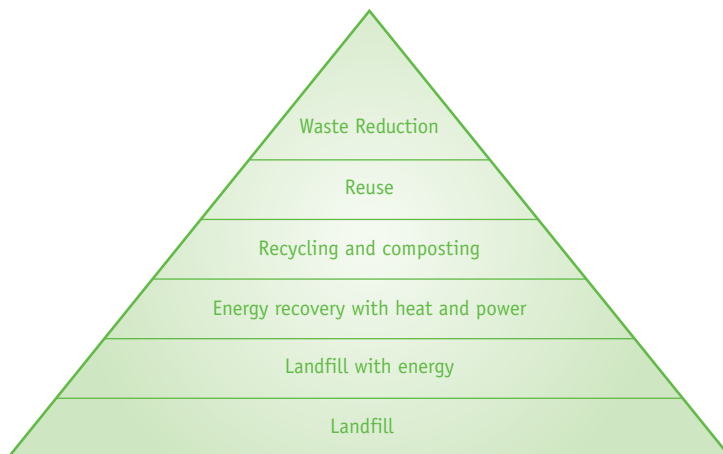 Waste Reduction
Reuse
Recycling and composting
Energy recovery with heat and power
Landfill with energy
Landfill